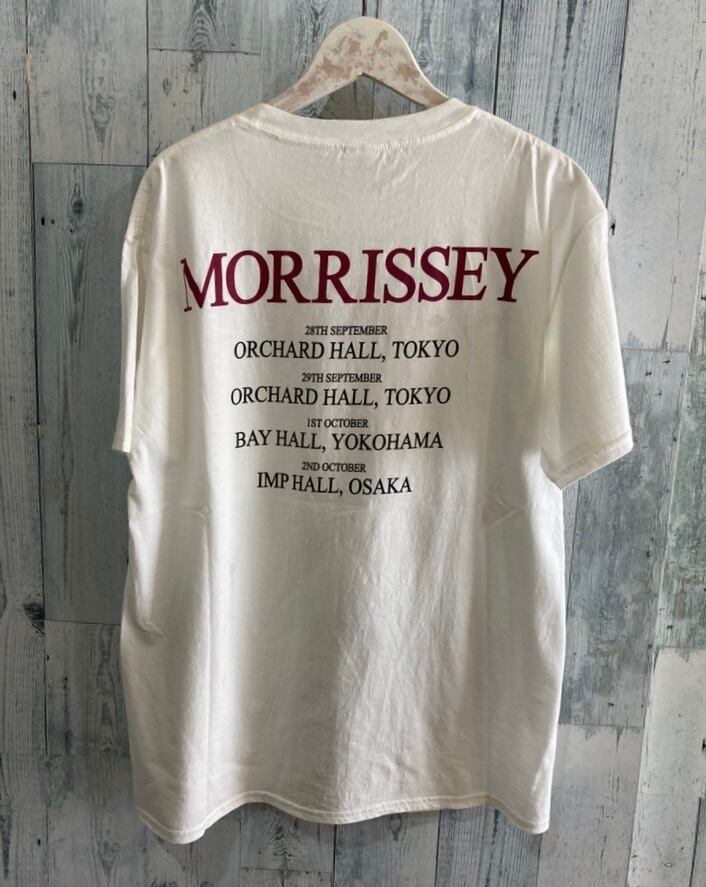 MORRISSEY
28TH SEPTEMBER
ORCHARD HALL, TOKYO
29TH SEPTEMBER
ORCHARD HALL, TOKYO
1ST OCTOBER
BAY HALL, YOKOHAMA
2ND OCTOBER
IMP HALL, OSAKA